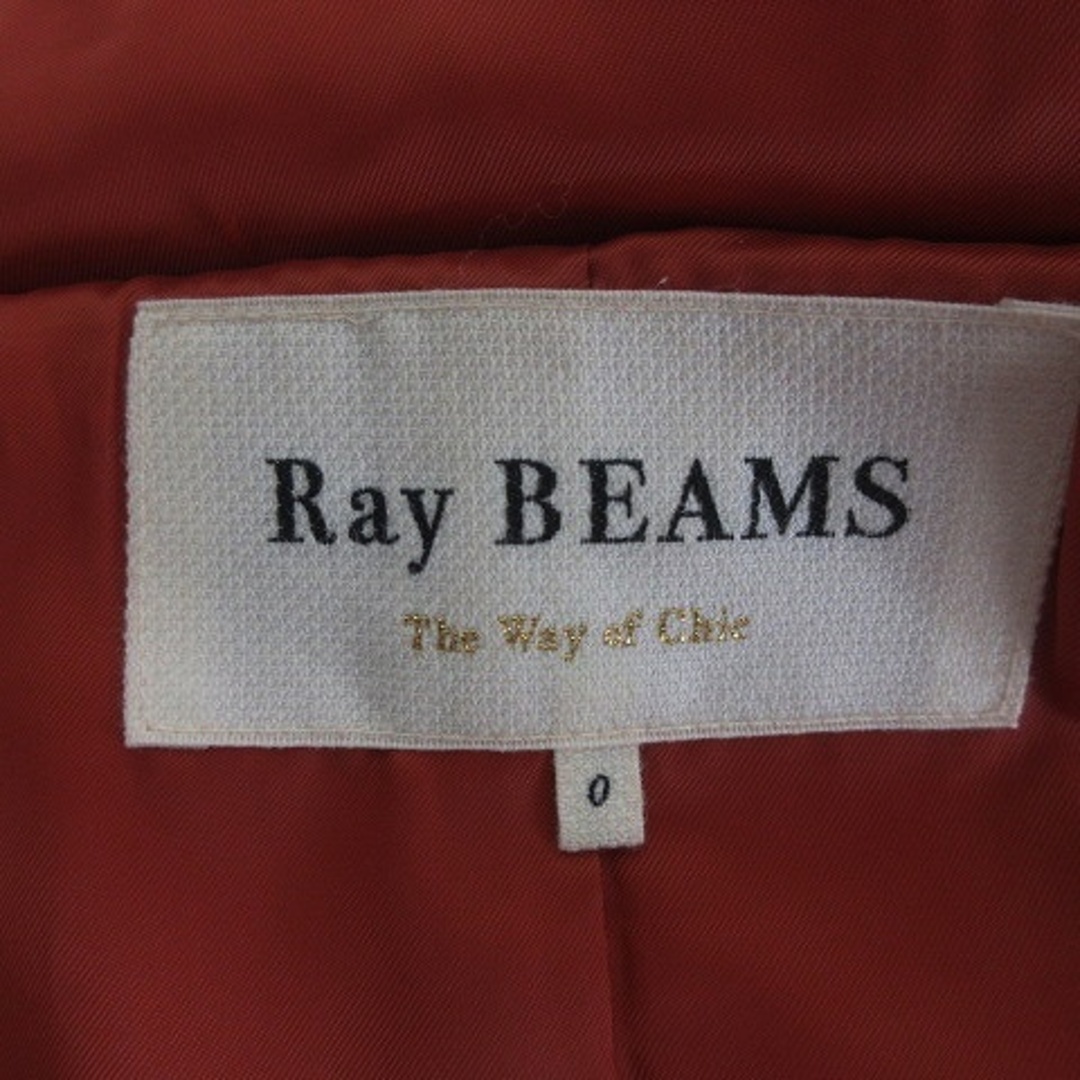 Ray BEAMS
The Way of Chic
0